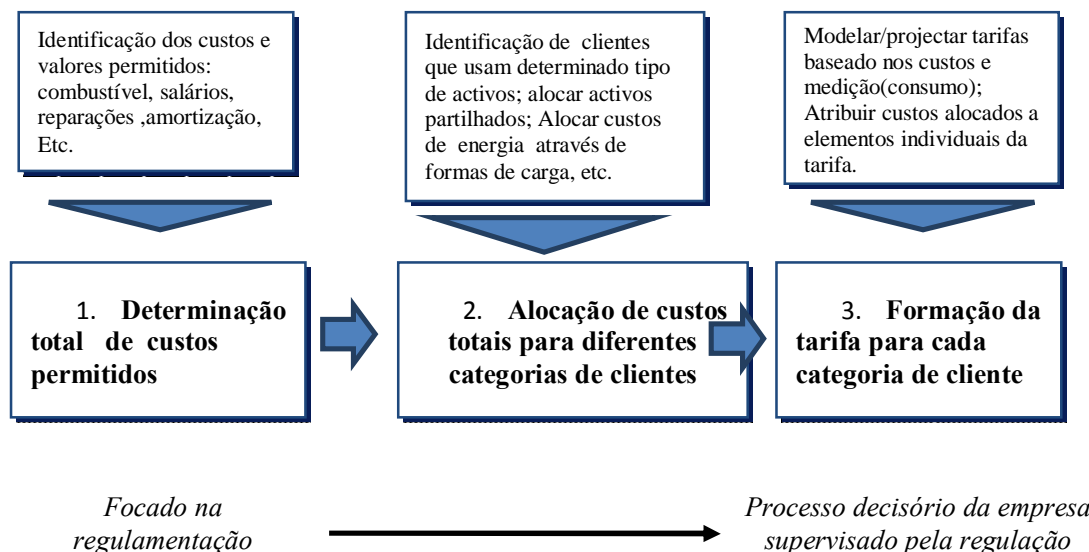 Identificação dos custos e
valores permitidos:
combustível, salários,
reparações ,amortização,
Etc.
Identificação de clientes
que usam determinado tipo
de activos; alocar activos
partilhados; Alocar custos
de energia através de
formas de carga, etc.
Modelar/projectar tarifas
baseado nos custos e
medição(consumo);
Atribuir custos alocados a
elementos individuais da
tarifa.
1. Determinação
total de custos
permitidos
2. Alocação de custos
totais para diferentes
categorias de clientes
3. Formação da
tarifa para cada
categoria de cliente
Focado na
regulamentação
Processo decisório da empresa
supervisado pela regulação